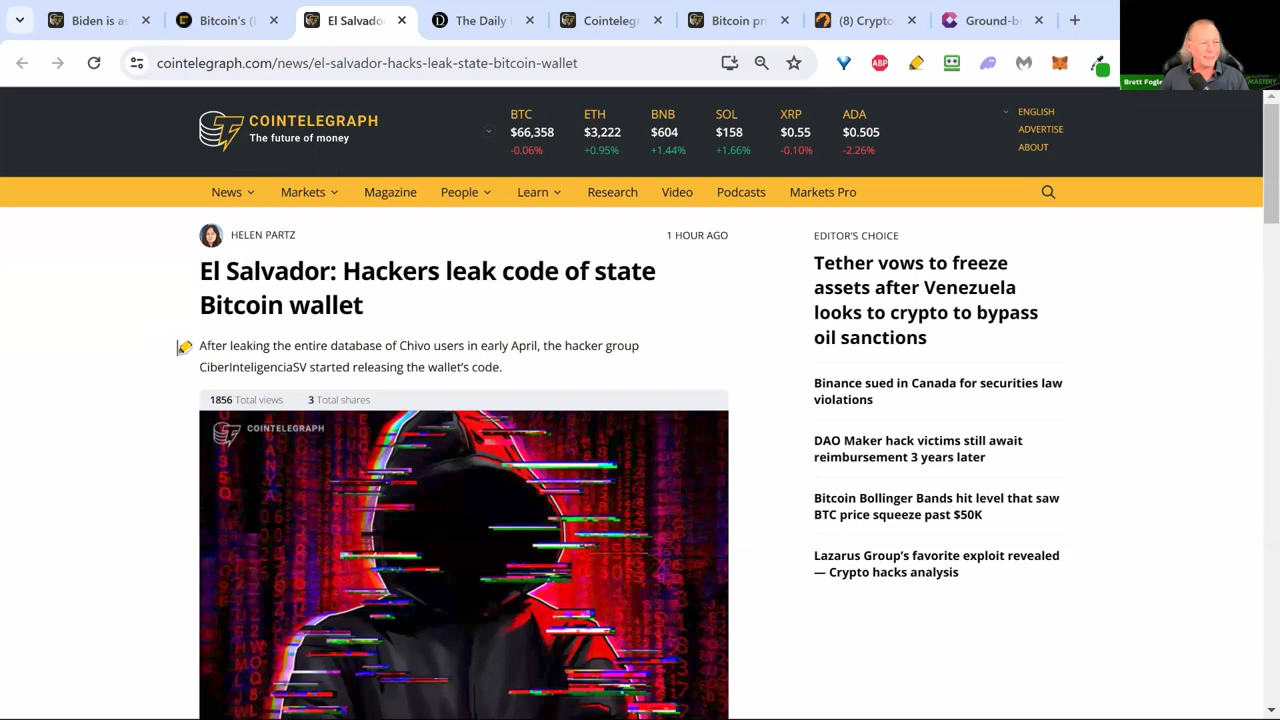 Biden is a
Bitcoin's (
El Salvado
The Daily
Cointelegr
Bitcoin pri
(8) Crypto
Ground-b
cointelegraph.com/news/el-salvador-hacks-leak-state-bitcoin-wallet
ABP
Brett Fogle
MASTERY
COINTELEGRAPH
The future of money
BTC ETH BNB SOL XRP ADA
$66,358 $3,222 $604 $158 $0.55 $0.505
-0.06% +0.95% +1.44% +1.66% -0.10% -2.26%
ENGLISH
ADVERTISE
ABOUT
News Markets Magazine People Learn Research Video Podcasts Markets Pro
HELEN PARTZ 1 HOUR AGO
El Salvador: Hackers leak code of state
Bitcoin wallet
After leaking the entire database of Chivo users in early April, the hacker group
CiberInteligenciaSV started releasing the wallet's code.
1856 Total views 3 Total shares
COINTELEGRAPH
EDITOR'S CHOICE
Tether vows to freeze
assets after Venezuela
looks to crypto to bypass
oil sanctions
Binance sued in Canada for securities law
violations
DAO Maker hack victims still await
reimbursement 3 years later
Bitcoin Bollinger Bands hit level that saw
BTC price squeeze past $50K
Lazarus Group's favorite exploit revealed
— Crypto hacks analysis